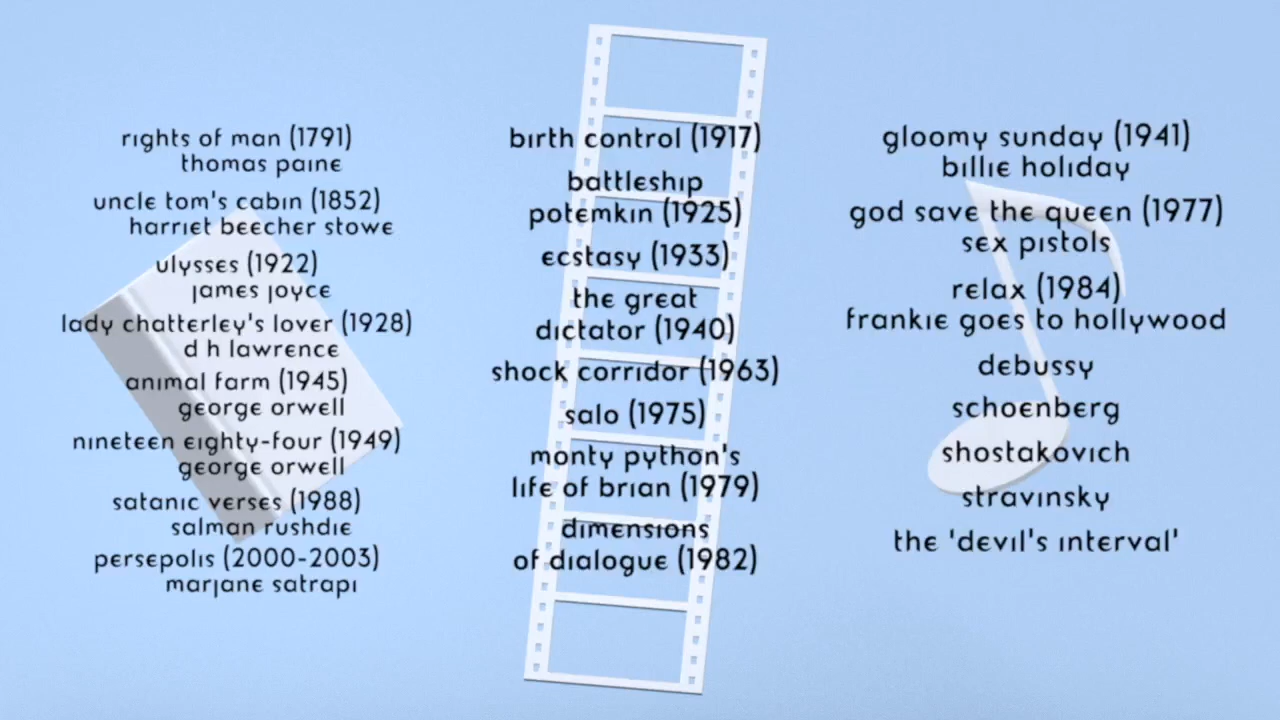 rights of man (1791)
thomas paine
uncle tom's cabin (1852)
harriet beecher stowe
ulysses (1922)
james joyce
lady chatterley's lover (1928)
d h lawrence
animal farm (1945)
george orwell
nineteen eighty-four (1949)
george orwell
satanic verses (1988)
salman rushdie
persepolis (2000-2003)
marjane satrapi
birth control (1917)
battleship
potemkin (1925)
ecstasy (1933)
the great
dictator (1940)
shock corridor (1963)
salo (1975)
monty python's
life of brian (1979)
dimensions
of dialogue (1982)
gloomy sunday (1941)
billie holiday
god save the queen (1977)
sex pistols
relax (1984)
frankie goes to hollywood
debussy
schoenberg
shostakovich
stravinsky
the 'devil's interval'